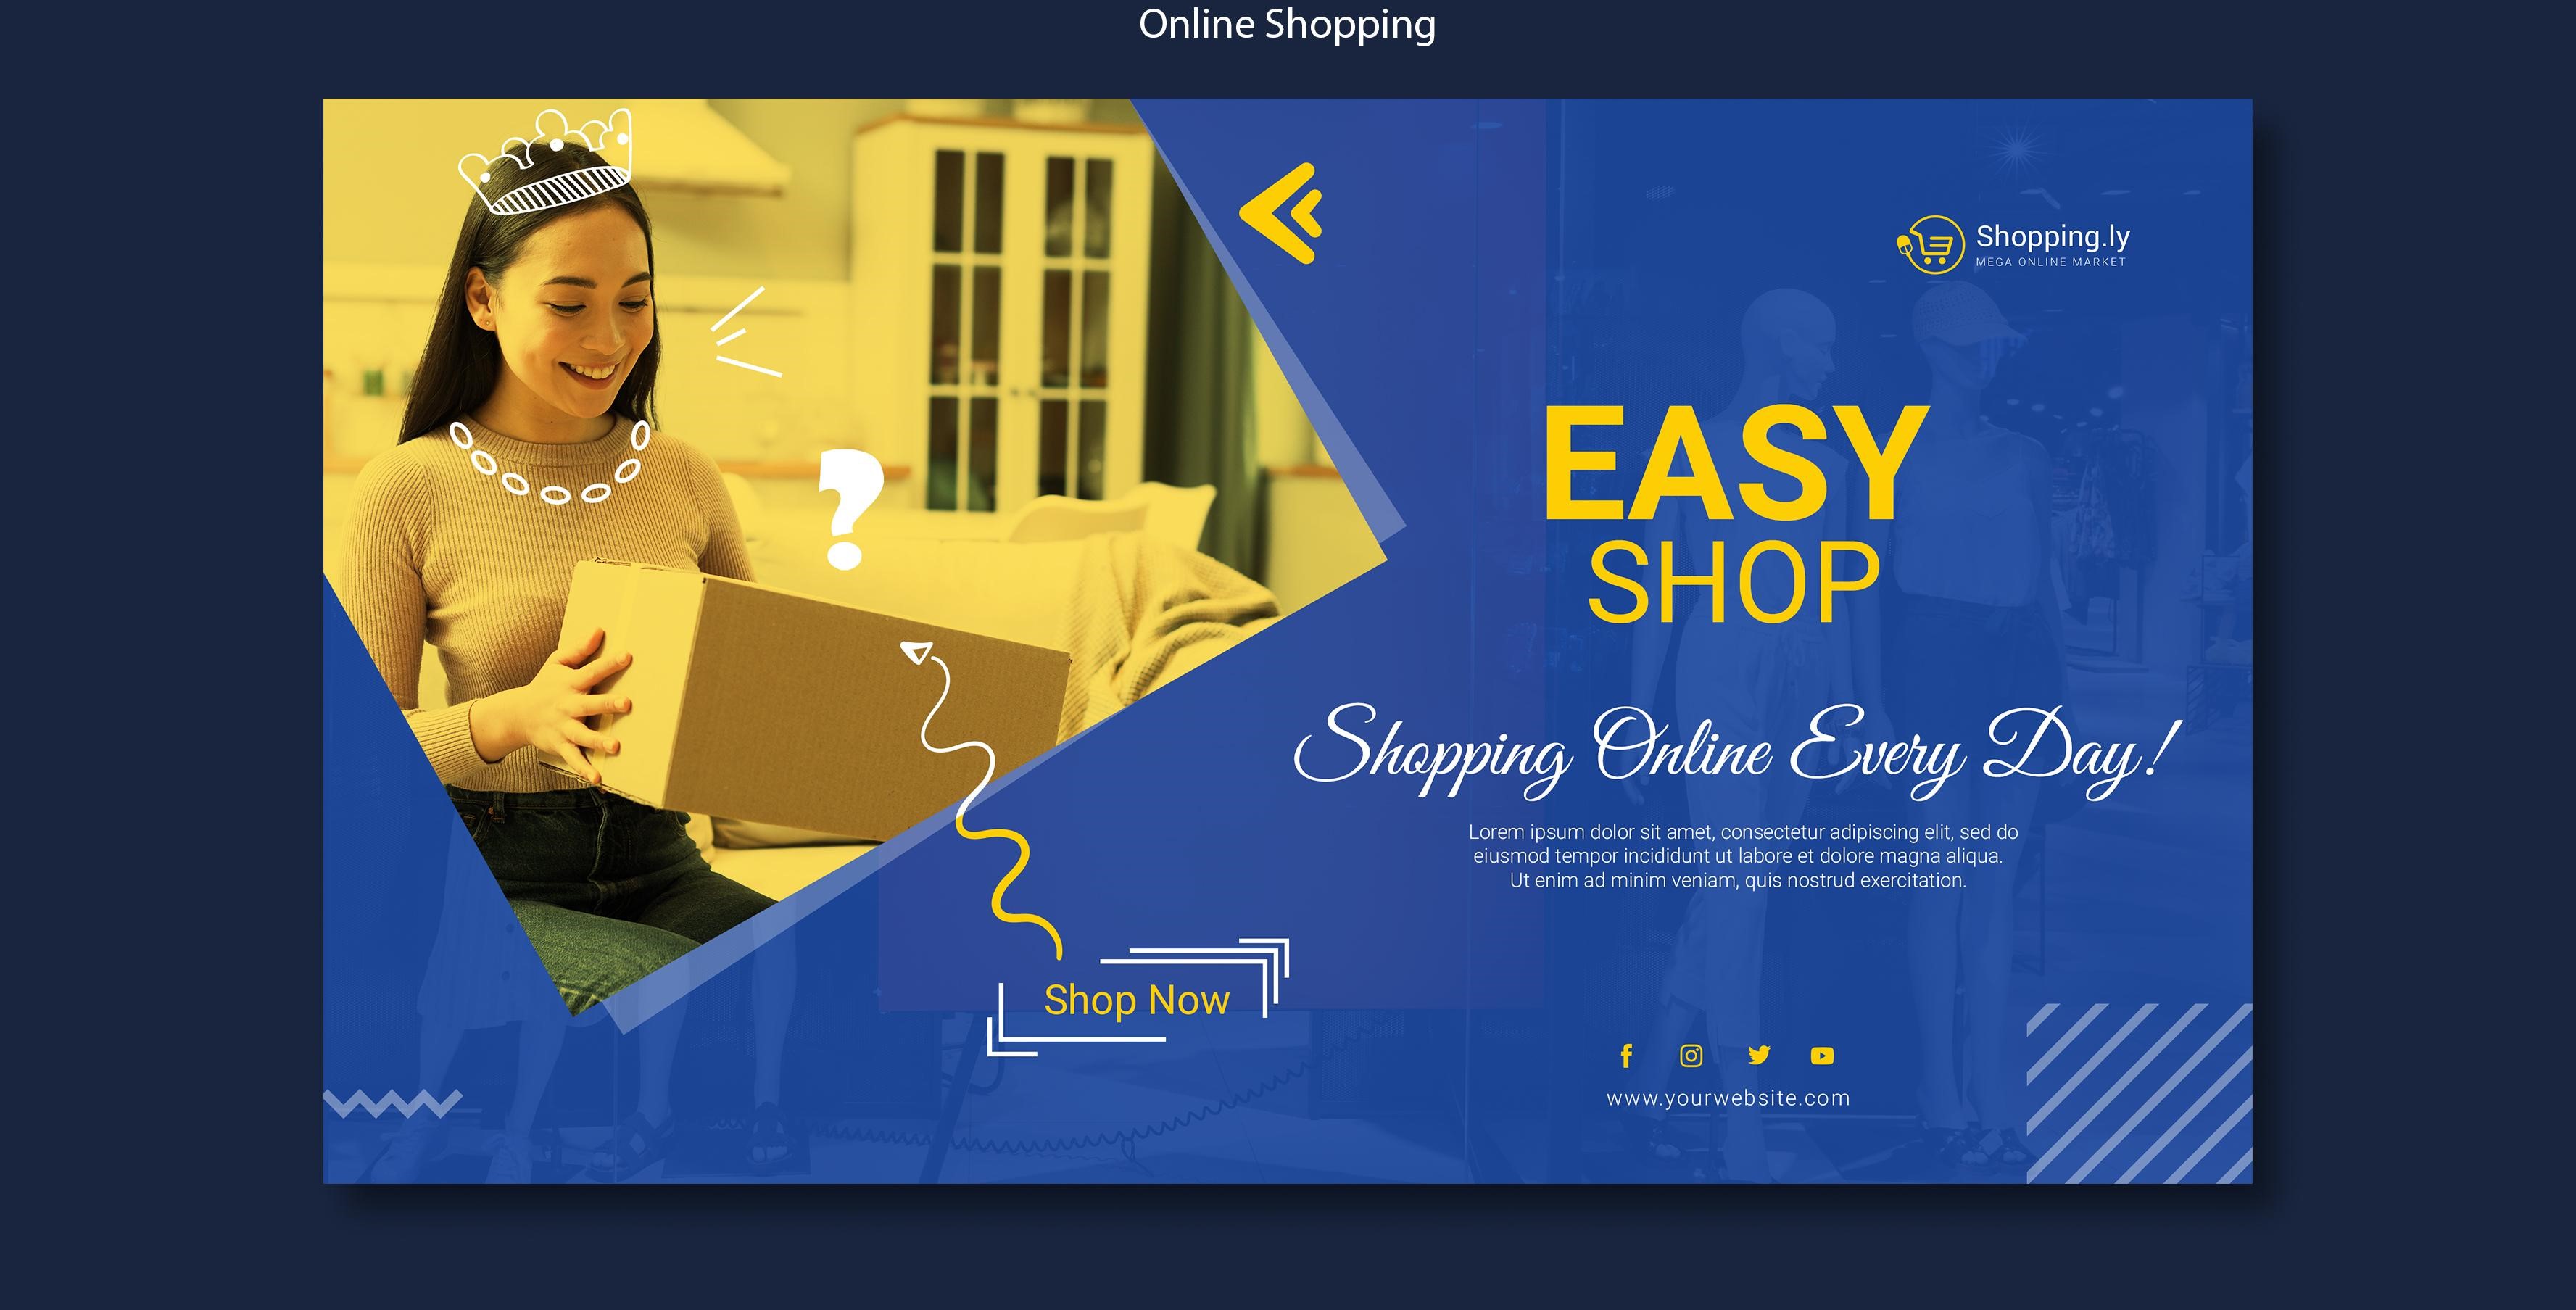 Online Shopping
Shopping.ly
MEGA ONLINE MARKET
EASY
SHOP
Shopping Online Every Day!
Lorem ipsum dolor sit amet, consectetur adipiscing elit, sed do
eiusmod tempor incididunt ut labore et dolore magna aliqua.
Ut enim ad minim veniam, quis nostrud exercitation.
?
Shop Now
www.yourwebsite.com